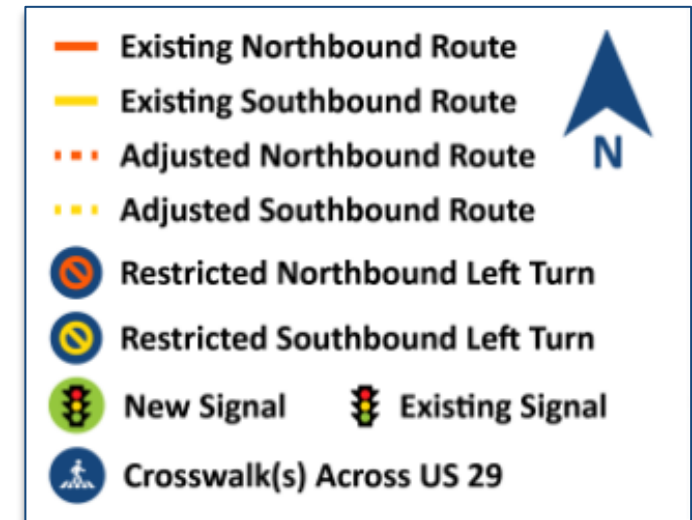 Existing Northbound Route
Existing Southbound Route
Adjusted Northbound Route
N
Adjusted Southbound Route
Restricted Northbound Left Turn
Restricted Southbound Left Turn
New Signal Existing Signal
Crosswalk(s) Across US 29